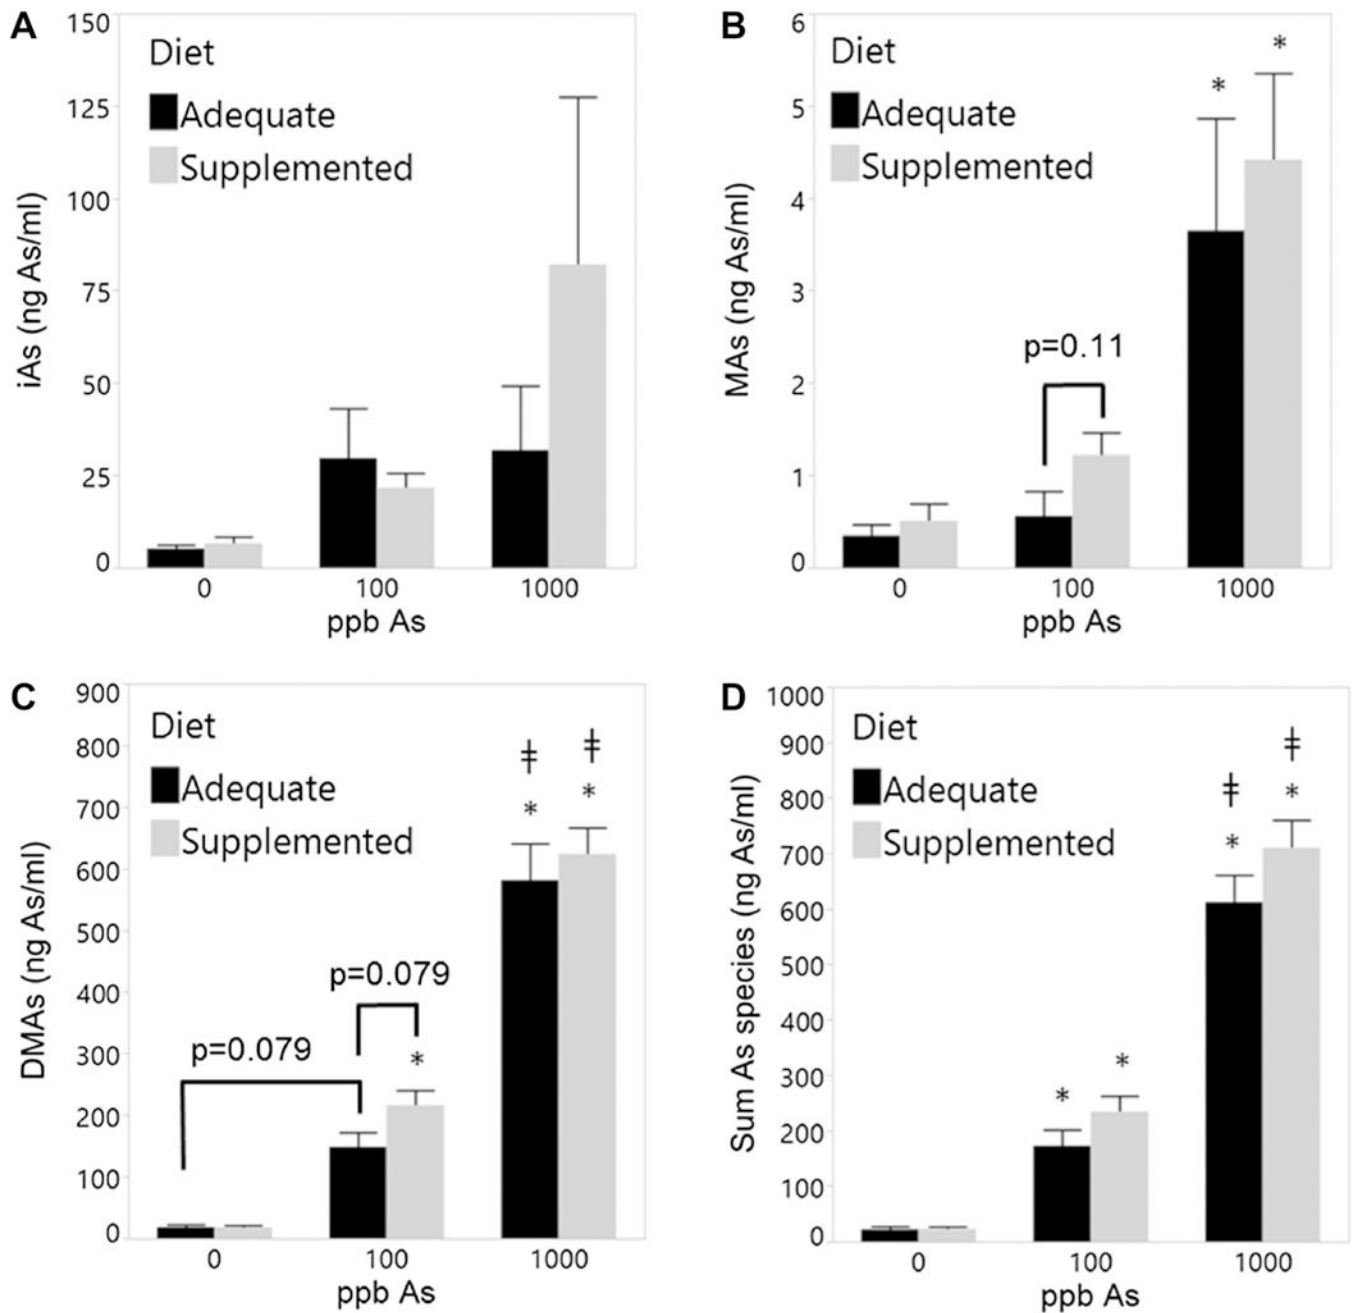 A
150
125
100
75
50
25
0
iAs (ng As/ml)
Diet
Adequate
Supplemented
0 100 1000
ppb As
B
6
5
4
3
2
1
0
MAs (ng As/ml)
Diet
Adequate
Supplemented
p=0.11
*
*
0 100 1000
ppb As
C
900
800
700
600
500
400
300
200
100
0
DMAs (ng As/ml)
Diet
Adequate
Supplemented
p=0.079
p=0.079
*
ǂ
*
ǂ
*
0 100 1000
ppb As
D
1000
900
800
700
600
500
400
300
200
100
0
Sum As species (ng As/ml)
Diet
Adequate
Supplemented
*
*
ǂ
*
ǂ
*
0 100 1000
ppb As